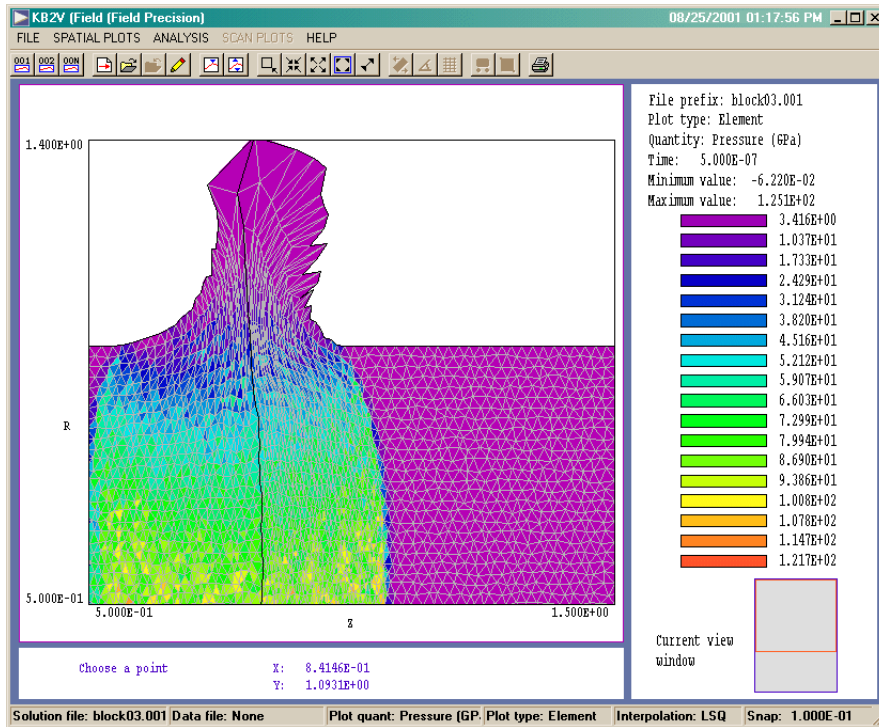 KB2V (Field (Field Precision) 08/25/2001 01:17:56 PM
FILE SPATIAL PLOTS ANALYSIS SCAN PLOTS HELP
001 002 00N
File prefix: block03.001
Plot type: Element
Quantity: Pressure (GPa)
Time: 5.000E-07
Minimum value: -6.220E-02
Maximum value: 1.251E+02
3.416E+00
1.037E+01
1.733E+01
2.429E+01
3.124E+01
3.820E+01
4.516E+01
5.212E+01
5.907E+01
6.603E+01
7.299E+01
7.994E+01
8.690E+01
9.386E+01
1.008E+02
1.078E+02
1.147E+02
1.217E+02
Current view
window
1.400E+00
R
5.000E-01
5.000E-01 1.500E+00
Z
Choose a point X: 8.4146E-01
Y: 1.0931E+00
Solution file: block03.001 Data file: None Plot quant: Pressure (GP. Plot type: Element Interpolation: LSQ Snap: 1.000E-01